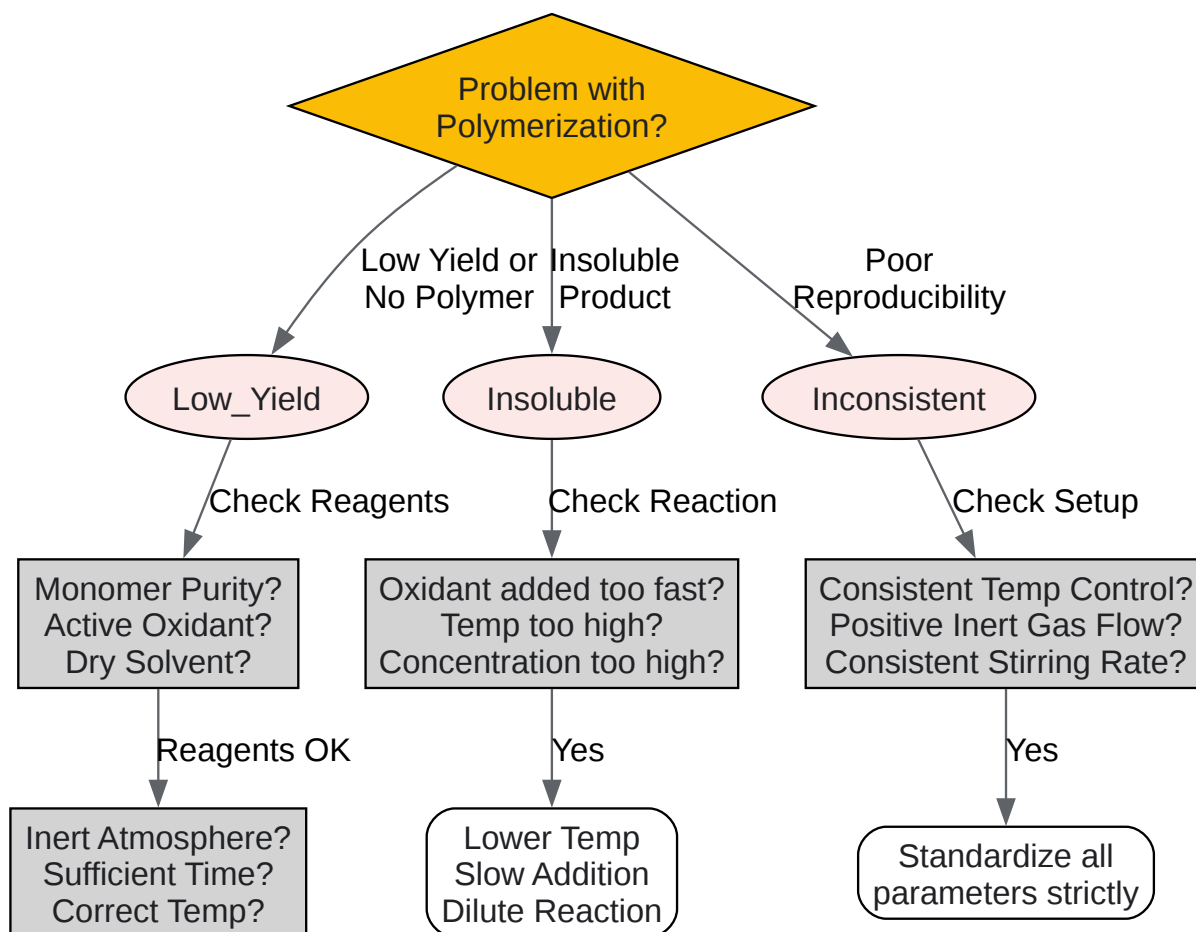 Problem with
Polymerization?
Low Yield or
No Polymer
Insoluble
Product
Poor
Reproducibility
Low_Yield
Insoluble
Inconsistent
Check Reagents
Check Reaction
Check Setup
Monomer Purity?
Active Oxidant?
Dry Solvent?
Oxidant added too fast?
Temp too high?
Concentration too high?
Consistent Temp Control?
Positive Inert Gas Flow?
Consistent Stirring Rate?
Reagents OK
Yes
Yes
Inert Atmosphere?
Sufficient Time?
Correct Temp?
Lower Temp
Slow Addition
Dilute Reaction
Standardize all
parameters strictly